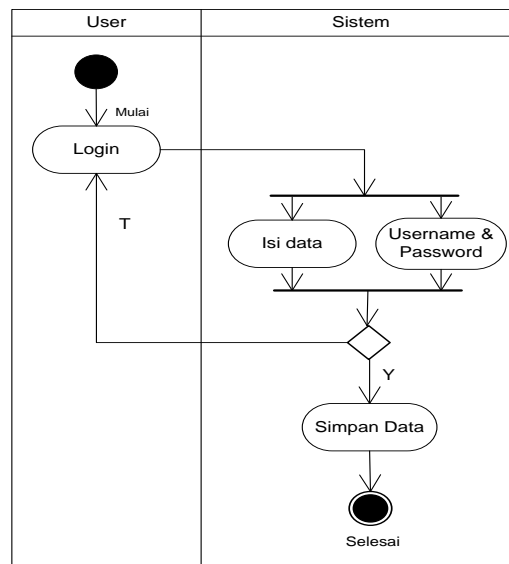 User
Sistem
Mulai
Login
T
Isi data
Username &
Password
Y
Simpan Data
Selesai